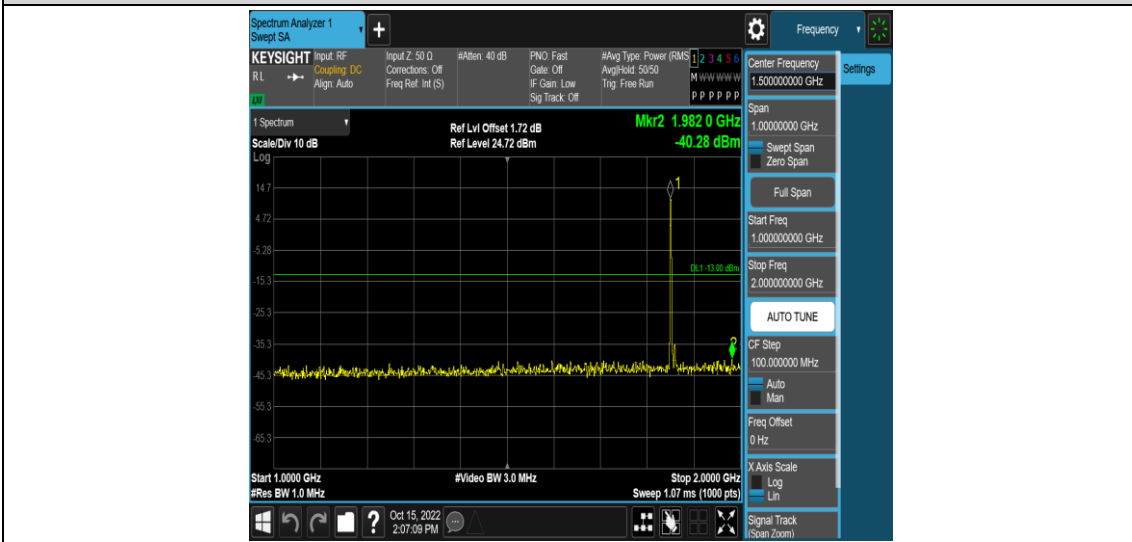 Spectrum Analyzer 1
Swept SA
+
Frequency
KEYSIGHT
R L
LXI
Input: RF
Coupling: DC
Align: Auto
Input Z: 50 Ω
Corrections: Off
Freq Ref: Int (S)
#Atten: 40 dB
PNO: Fast
Gate: Off
IF Gain: Low
Sig Track: Off
#Avg Type: Power (RMS
Avg|Hold: 50/50
Trig: Free Run
1 2 3 4 5 6
M W W W W W
P P P P P P
1 Spectrum
Scale/Div 10 dB
Log
Ref Lvl Offset 1.72 dB
Ref Level 24.72 dBm
Mkr2 1.982 0 GHz
-40.28 dBm
14.7
4.72
-5.28
-15.3
-25.3
-35.3
-45.3
-55.3
-65.3
1
DL1 -13.00 dBm
2
Start 1.0000 GHz
#Res BW 1.0 MHz
#Video BW 3.0 MHz
Stop 2.0000 GHz
Sweep 1.07 ms (1000 pts)
?
Oct 15, 2022
2:07:09 PM
Center Frequency
1.500000000 GHz
Settings
Span
1.00000000 GHz
Swept Span
Zero Span
Full Span
Start Freq
1.000000000 GHz
Stop Freq
2.000000000 GHz
AUTO TUNE
CF Step
100.000000 MHz
Auto
Man
Freq Offset
0 Hz
X Axis Scale
Log
Lin
Signal Track
(Span Zoom)